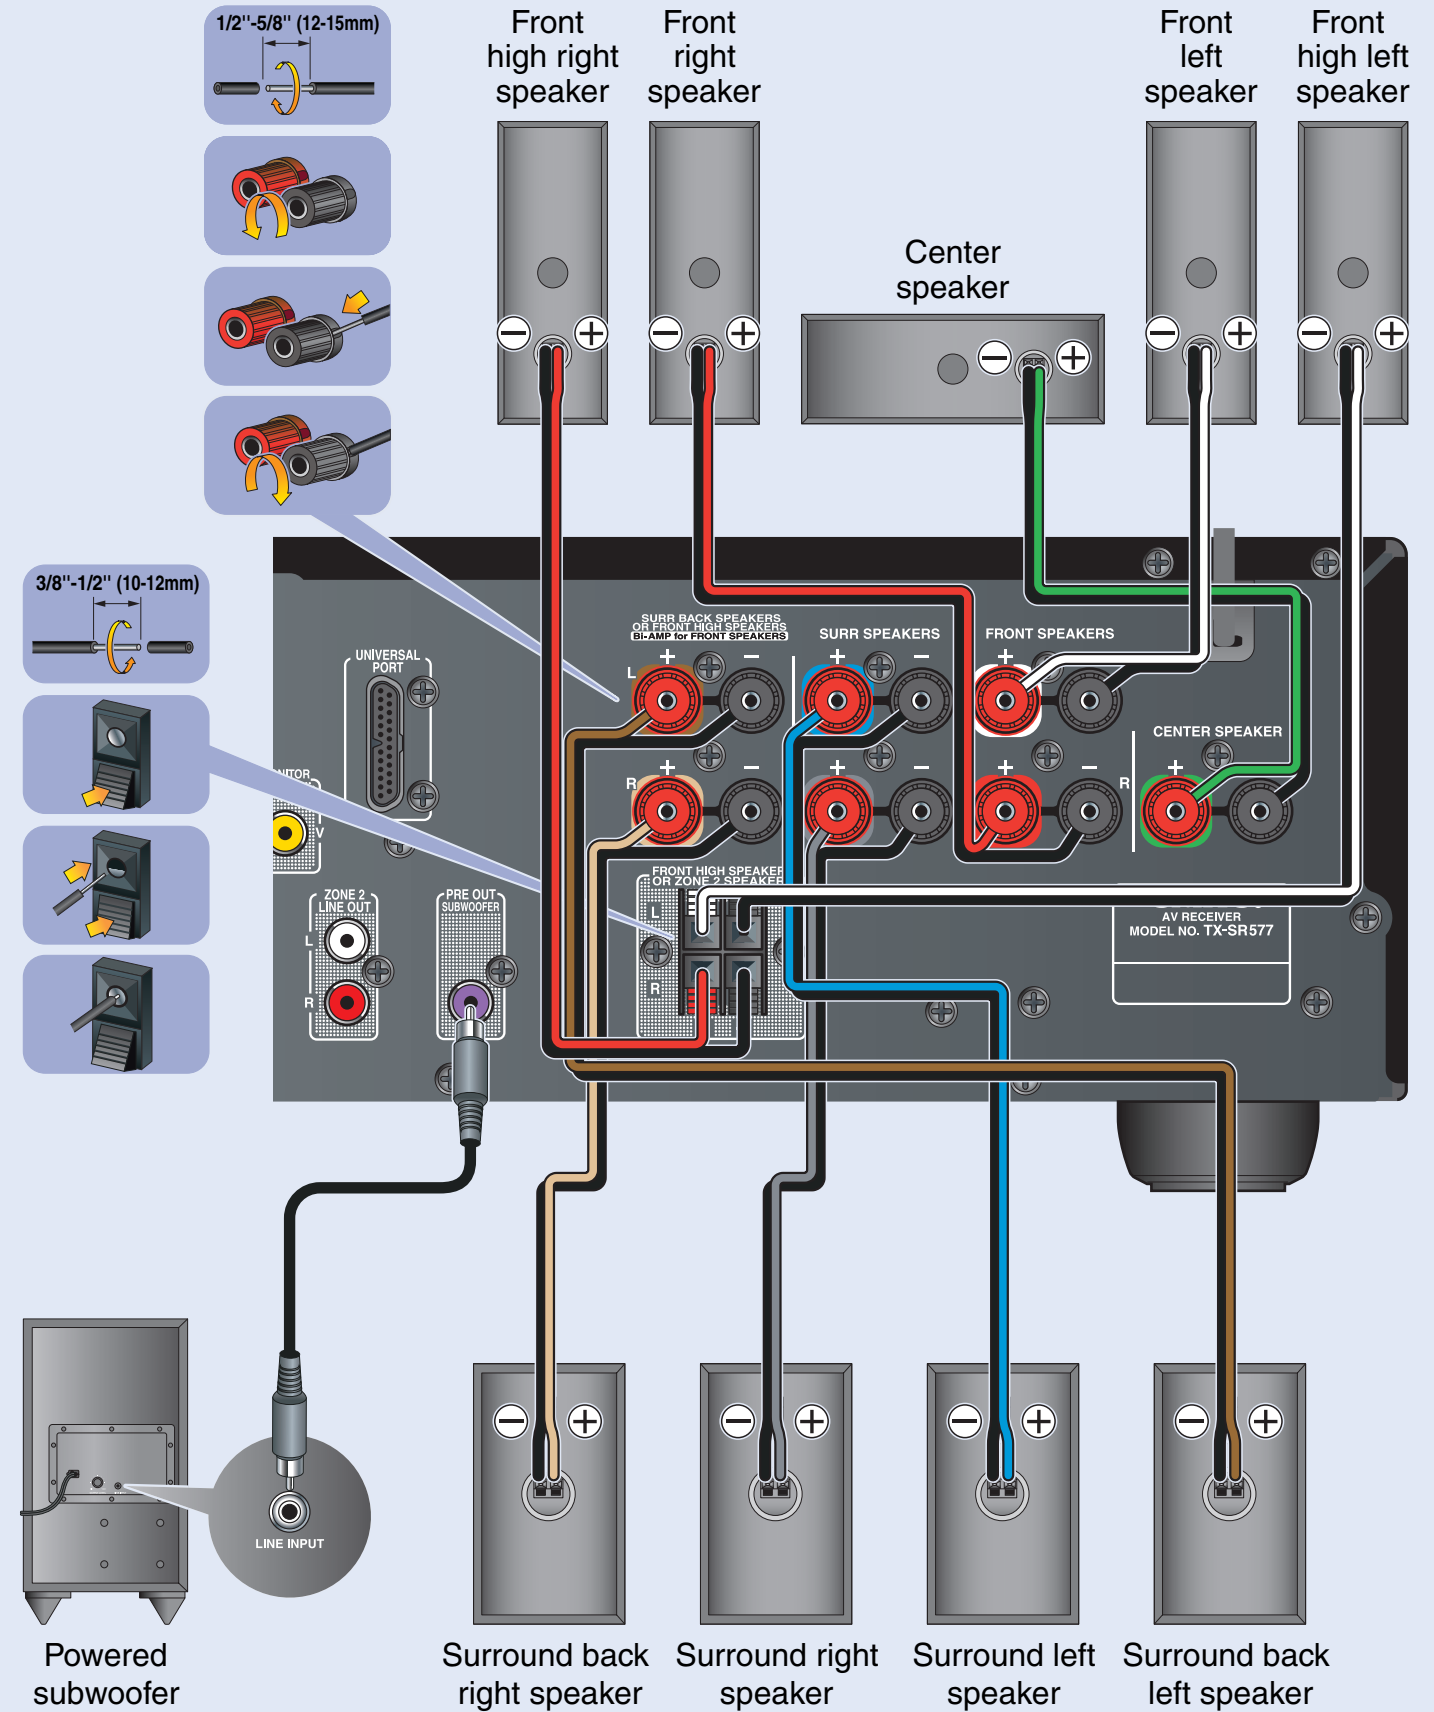 1/2"-5/8" (12-15mm)
Front
high right
speaker
Front
right
speaker
Front
left
speaker
Front
high left
speaker
Center
speaker
− +
− +
− +
− +
− +
3/8"-1/2" (10-12mm)
UNIVERSAL
PORT
SURR BACK SPEAKERS
OR FRONT HIGH SPEAKERS
BI-AMP for FRONT SPEAKERS
SURR SPEAKERS
FRONT SPEAKERS
+ −
+ −
+
L
CENTER SPEAKER
+ −
+ −
+ −
+
R
R
V
FRONT HIGH SPEAKER
OR ZONE 2 SPEAKER
L
R
ZONE 2
LINE OUT
L
R
PRE OUT
SUBWOOFER
AV RECEIVER
MODEL NO. TX-SR577
− +
− +
− +
− +
LINE INPUT
Powered
subwoofer
Surround back
right speaker
Surround right
speaker
Surround left
speaker
Surround back
left speaker